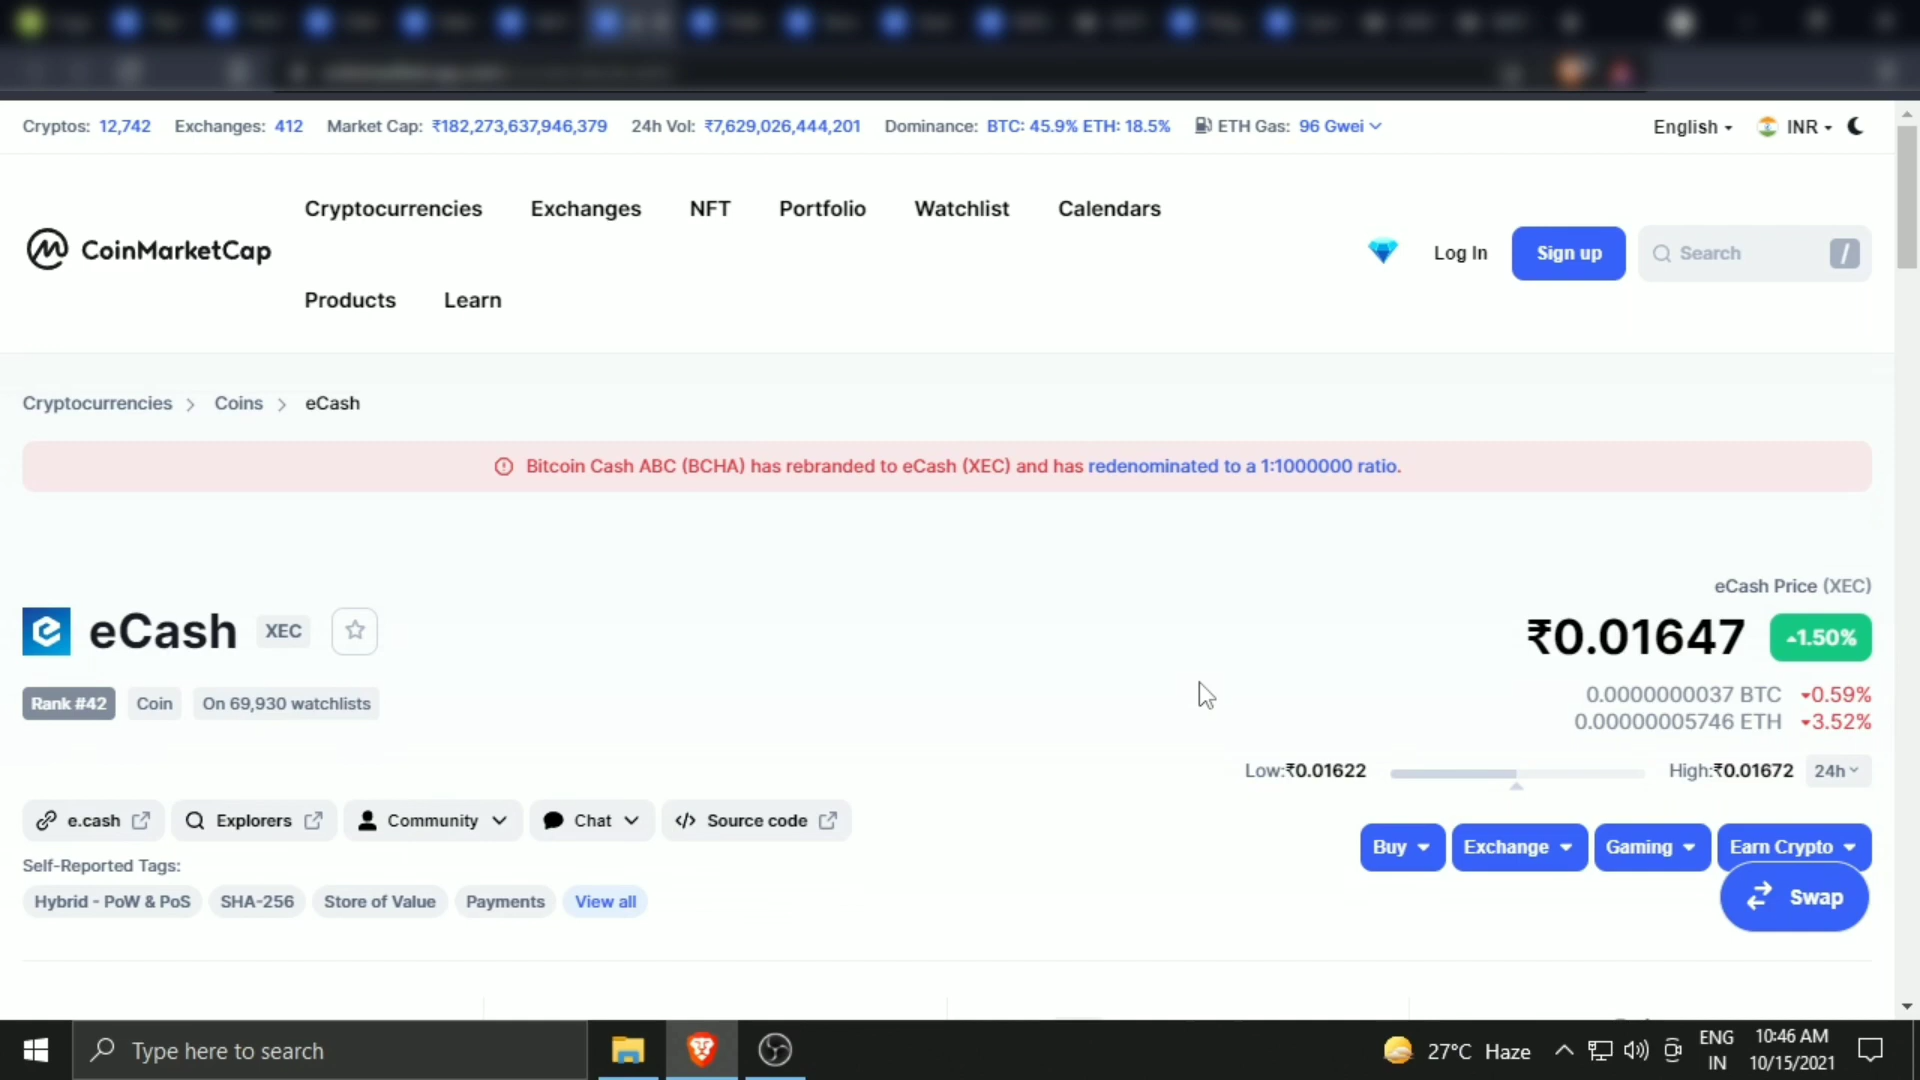 Cryptos: 12,742 Exchanges: 412 Market Cap: ₹182,273,637,946,379 24h Vol: ₹7,629,026,444,201 Dominance: BTC: 45.9% ETH: 18.5% ETH Gas: 96 Gwei English INR
Cryptocurrencies Exchanges NFT Portfolio Watchlist Calendars
CoinMarketCap
Log In Sign up Search /
Products Learn
Cryptocurrencies > Coins > eCash
Bitcoin Cash ABC (BCHA) has rebranded to eCash (XEC) and has redenominated to a 1:1000000 ratio.
eCash Price (XEC)
eCash XEC
₹0.01647 1.50%
Rank #42 Coin On 69,930 watchlists
0.0000000037 BTC 0.59%
0.00000005746 ETH 3.52%
Low:₹0.01622 High:₹0.01672 24h
e.cash Explorers Community Chat </> Source code
Buy Exchange Gaming Earn Crypto
Self-Reported Tags:
Hybrid - PoW & PoS SHA-256 Store of Value Payments View all
Swap
Type here to search
27°C Haze
ENG
IN
10:46 AM
10/15/2021